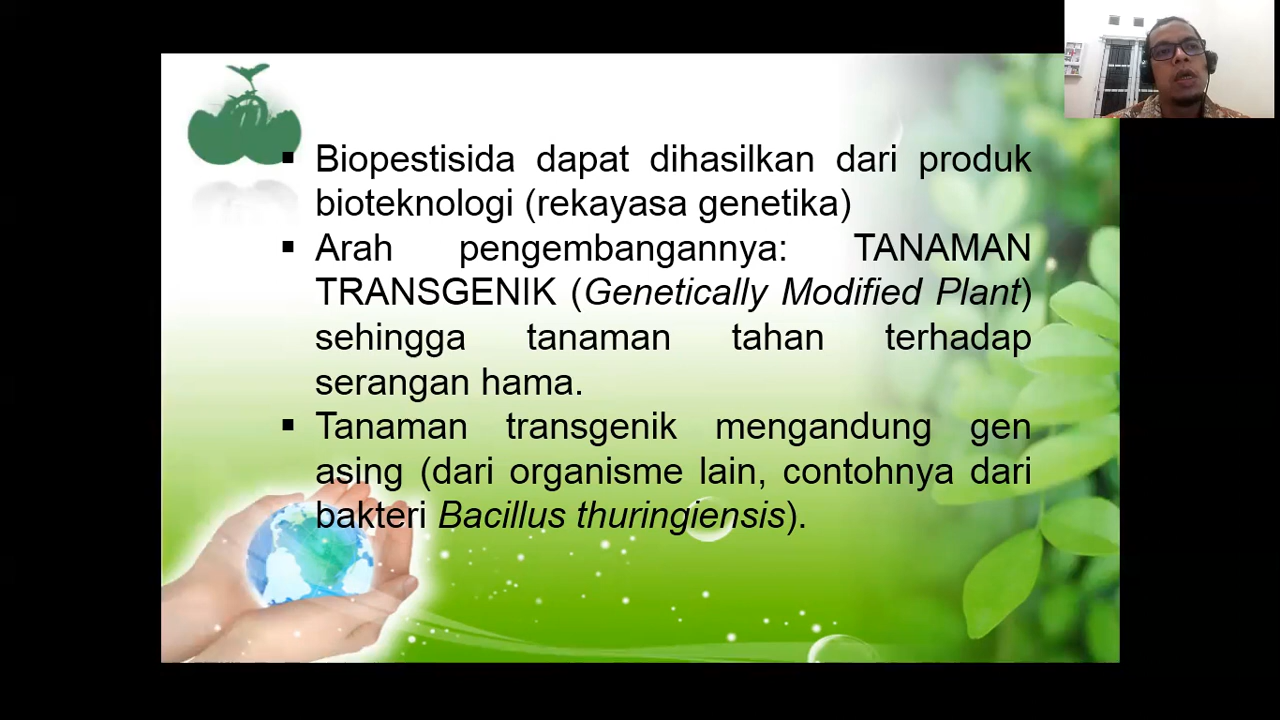 ▪ Biopestisida dapat dihasilkan dari produk
bioteknologi (rekayasa genetika)
▪ Arah pengembangannya: TANAMAN
TRANSGENIK (Genetically Modified Plant)
sehingga tanaman tahan terhadap
serangan hama.
▪ Tanaman transgenik mengandung gen
asing (dari organisme lain, contohnya dari
bakteri Bacillus thuringiensis).